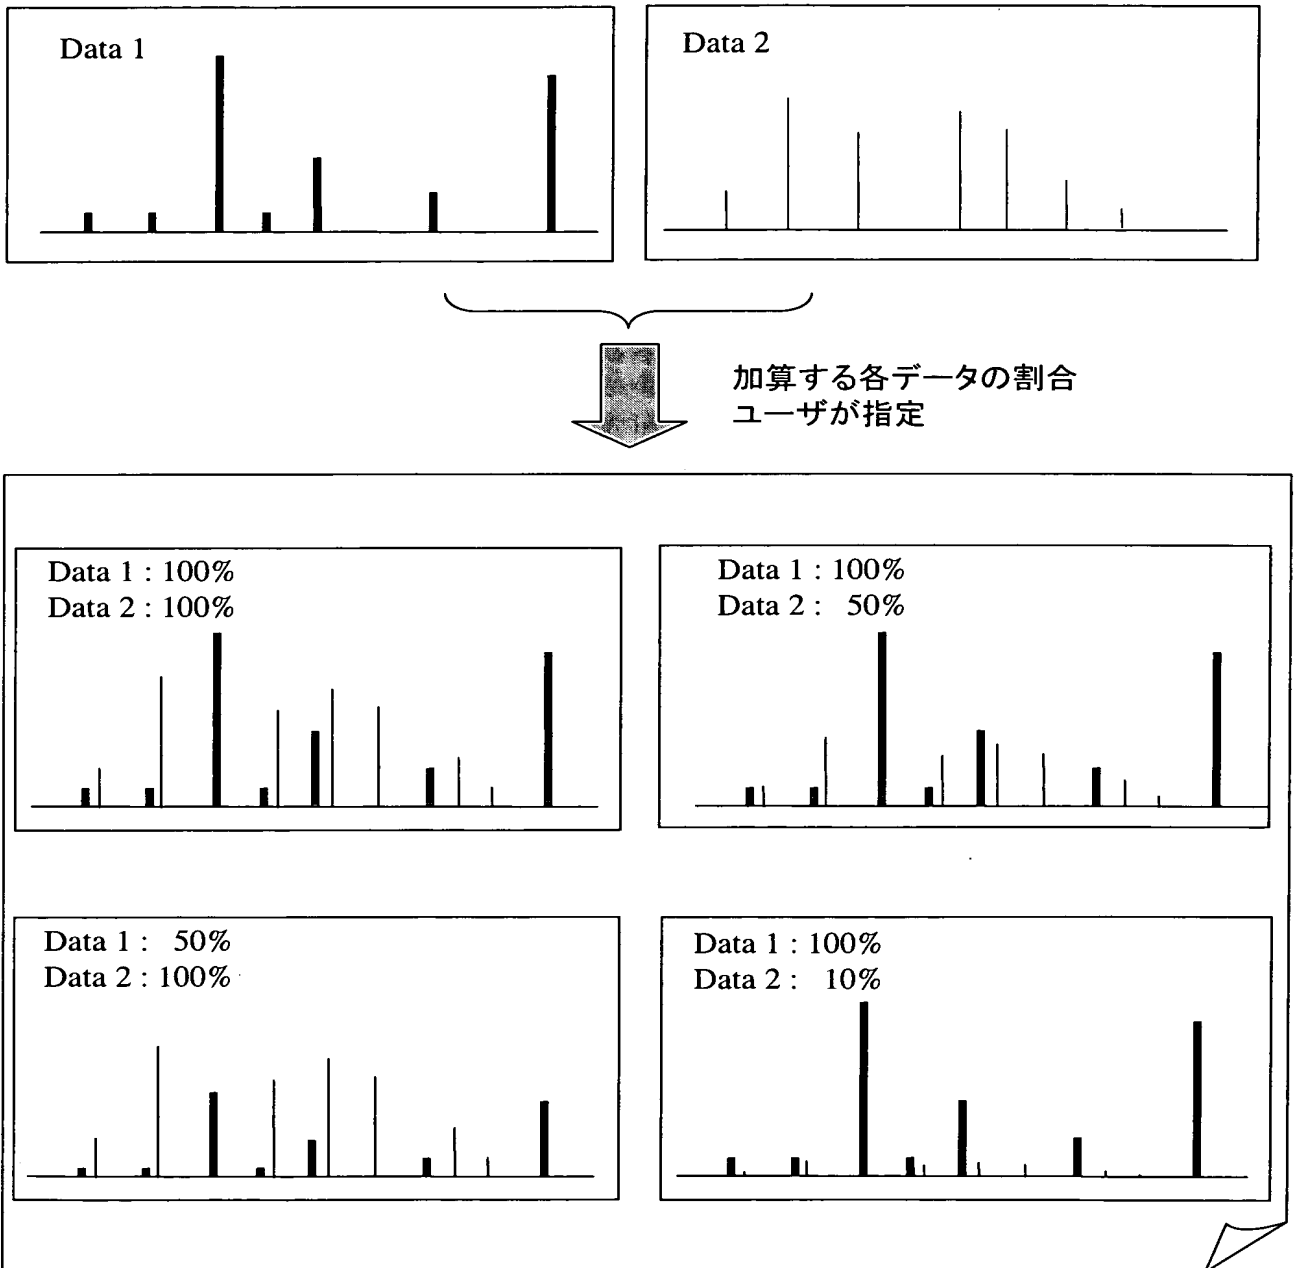 Data 1
Data 2
加算する各データの割合
ユーザが指定
Data 1 : 100%
Data 2 : 100%
Data 1 : 100%
Data 2 : 50%
Data 1 : 50%
Data 2 : 100%
Data 1 : 100%
Data 2 : 10%